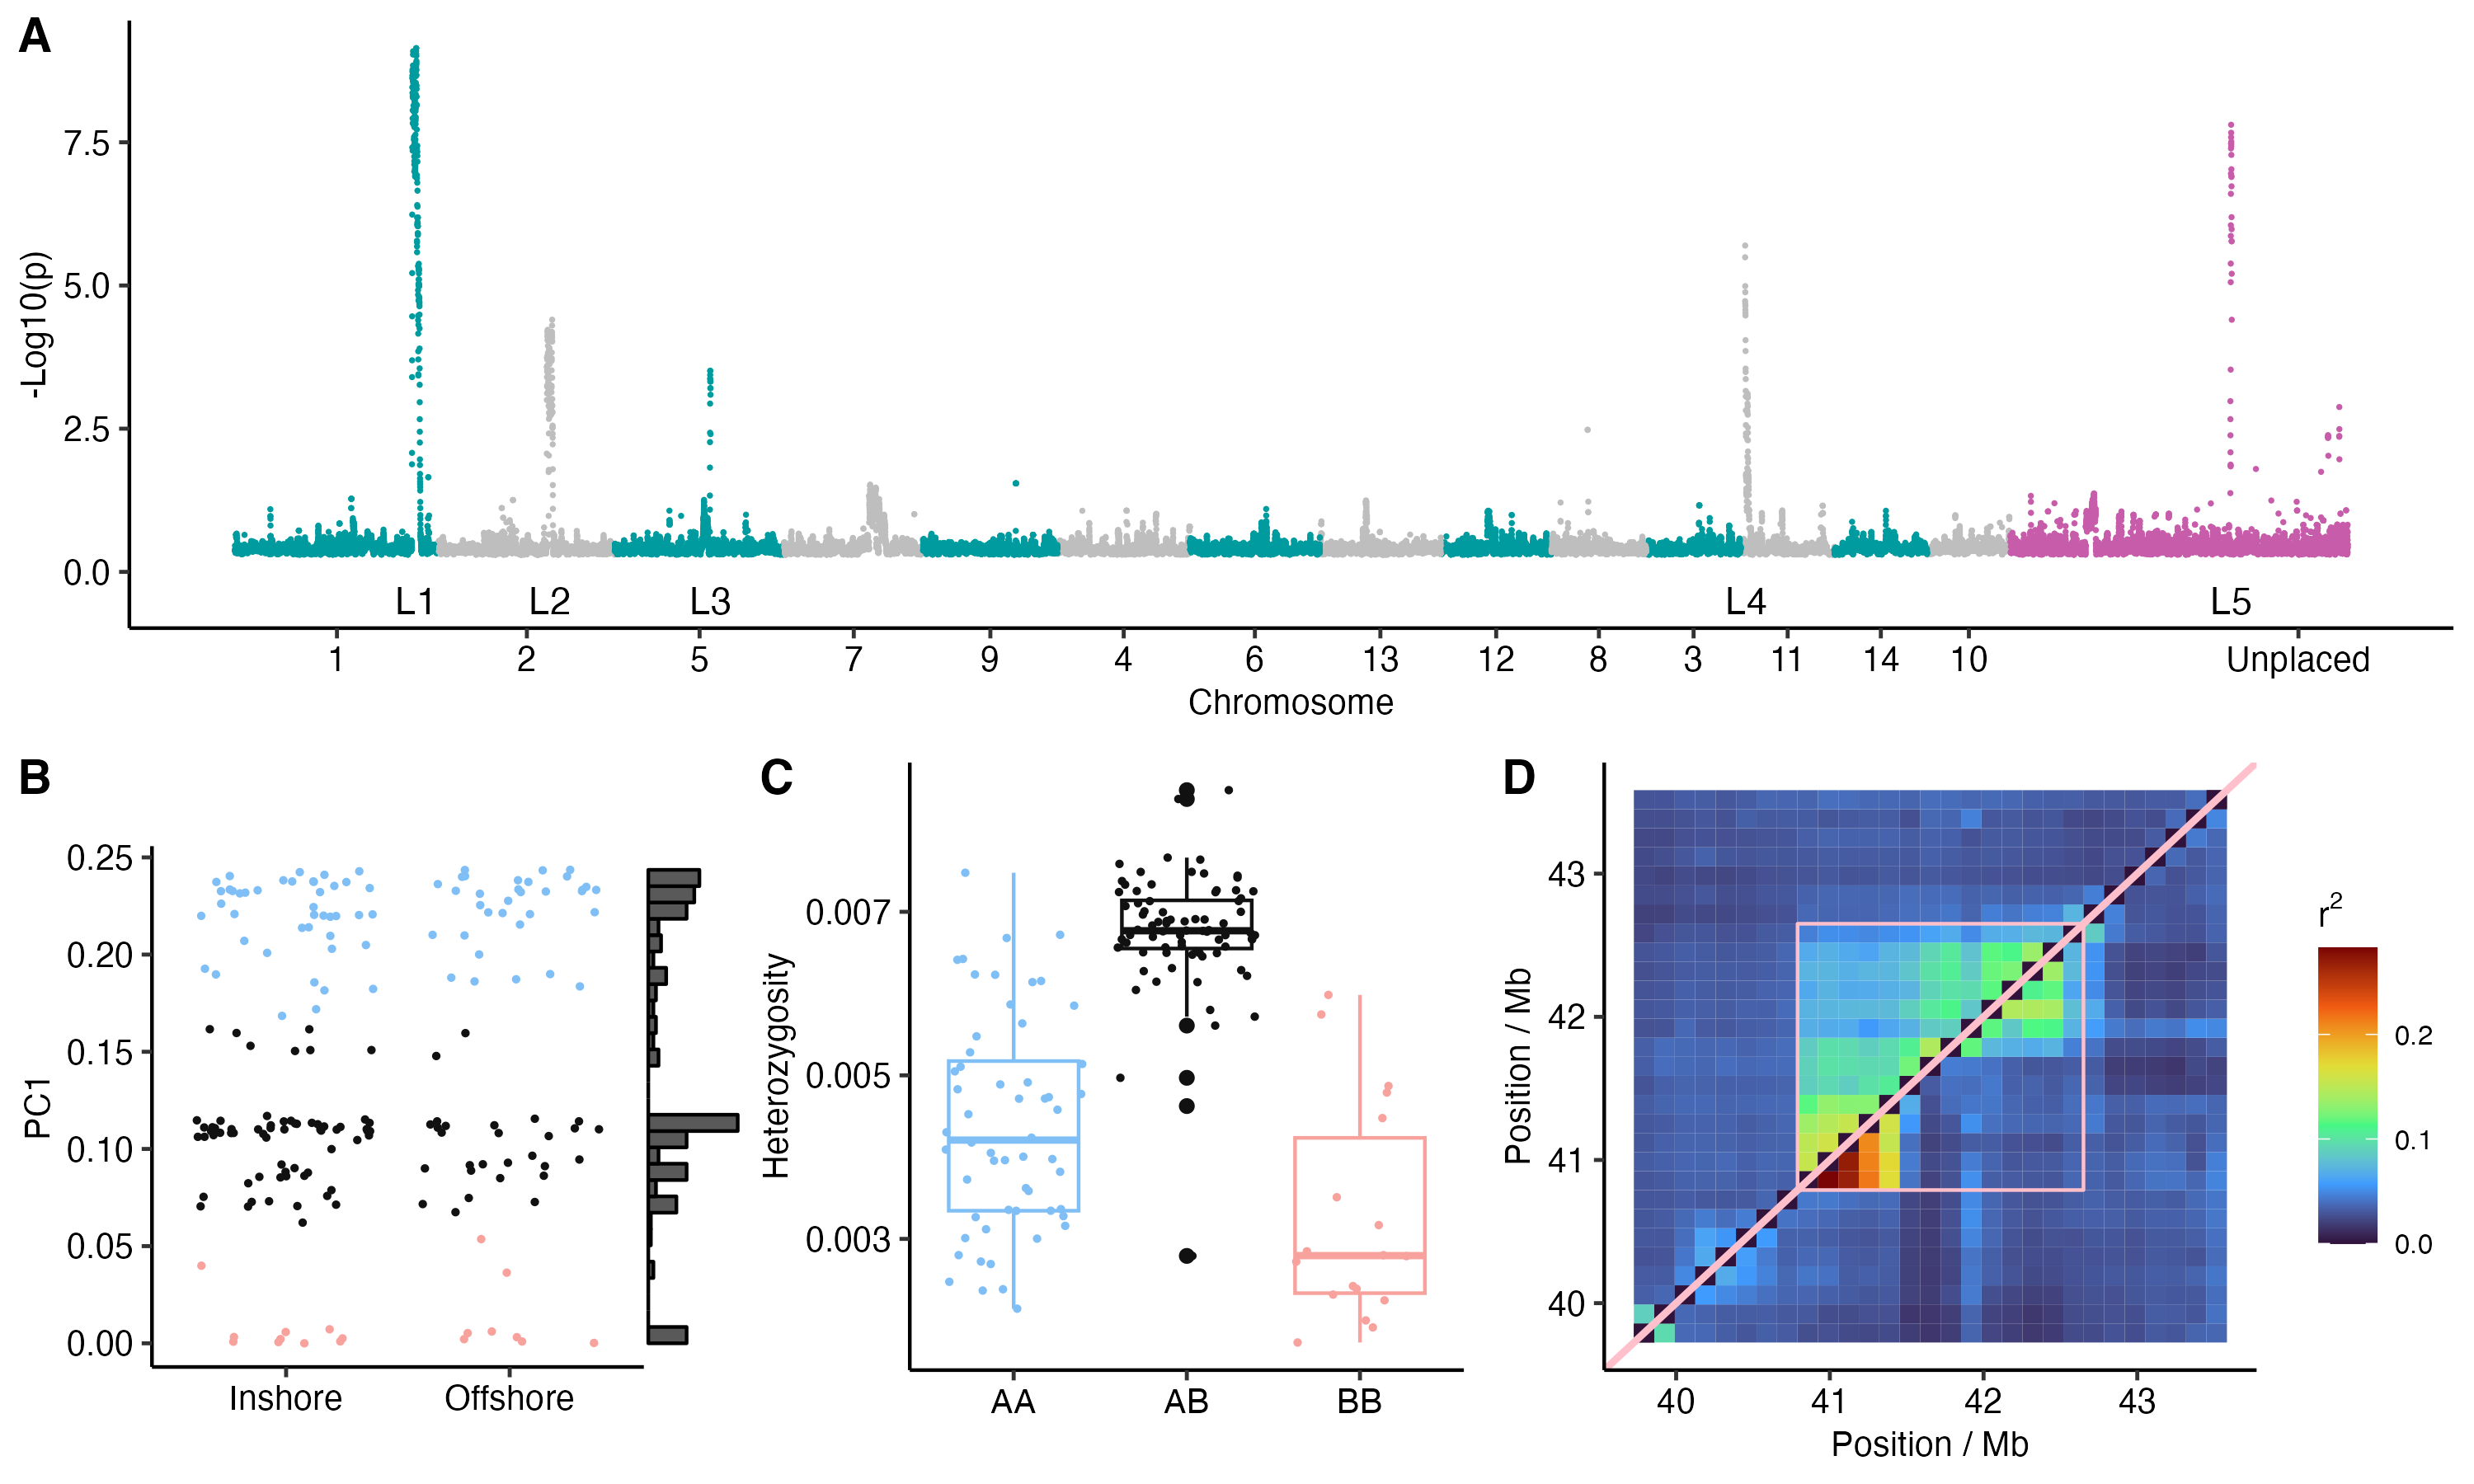 A
-Log10(p)
7.5
5.0
2.5
0.0
L1 L2 L3 L4 L5
1 2 5 7 9 4 6 13 12 8 3 11 14 10 Unplaced
Chromosome
B
PC1
0.25
0.20
0.15
0.10
0.05
0.00
Inshore Offshore
C
Heterozygosity
0.007
0.005
0.003
AA AB BB
D
Position / Mb
43
42
41
40
40 41 42 43
Position / Mb
r²
0.2
0.1
0.0